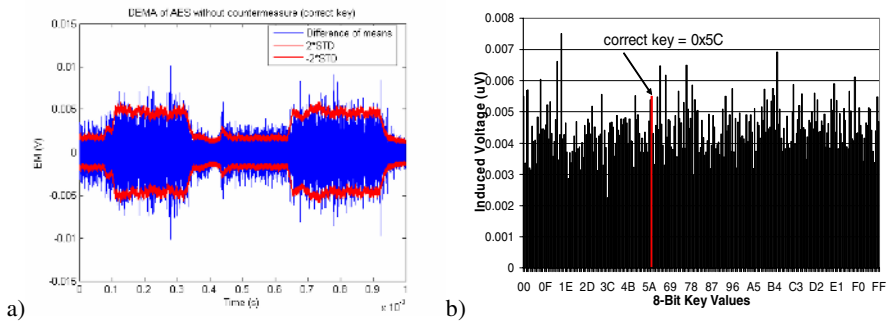 DEMA of AES without countermeasure (correct key)
0.015
0.01
0.005
0
-0.005
-0.01
-0.015
EM (V)
Difference of means
2*STD
-2*STD
0 0.1 0.2 0.3 0.4 0.5 0.6 0.7 0.8 0.9 1
Time (s)
x 10⁻³
a)
0.008
0.007
0.006
0.005
0.004
0.003
0.002
0.001
0
Induced Voltage (uV)
correct key = 0x5C
00 0F 1E 2D 3C 4B 5A 69 78 87 96 A5 B4 C3 D2 E1 F0 FF
8-Bit Key Values
b)